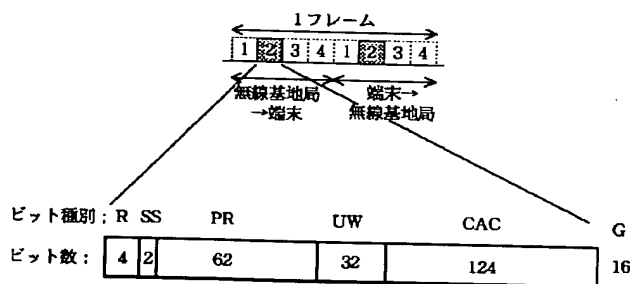 1フレーム
1 2 3 4 1 2 3 4
無線基地局
→端末
端末→
無線基地局
ビット種別; R SS PR UW CAC G
ビット数: 4 2 62 32 124 16